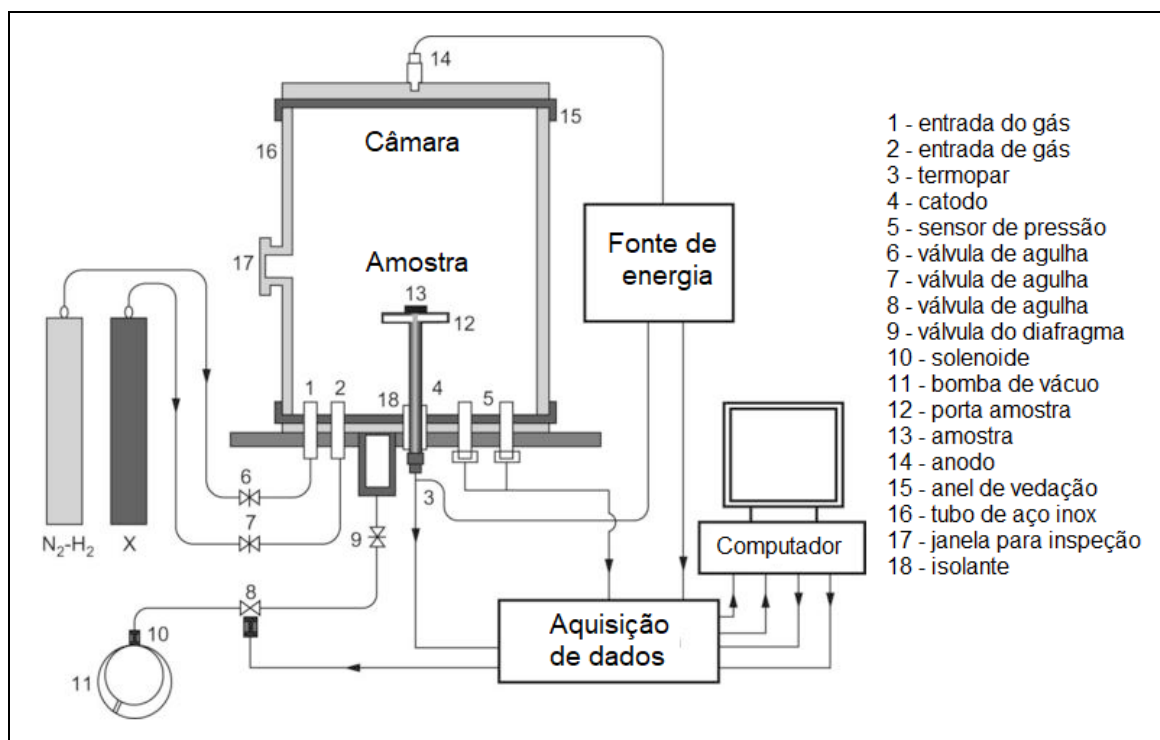 14
15
16
Câmara
17
Amostra
13
12
Fonte de
energia
1
2
18
4
5
6
7
3
9
N2-H2
X
8
10
11
Aquisição
de dados
Computador
1 - entrada do gás
2 - entrada de gás
3 - termopar
4 - catodo
5 - sensor de pressão
6 - válvula de agulha
7 - válvula de agulha
8 - válvula de agulha
9 - válvula do diafragma
10 - solenoide
11 - bomba de vácuo
12 - porta amostra
13 - amostra
14 - anodo
15 - anel de vedação
16 - tubo de aço inox
17 - janela para inspeção
18 - isolante